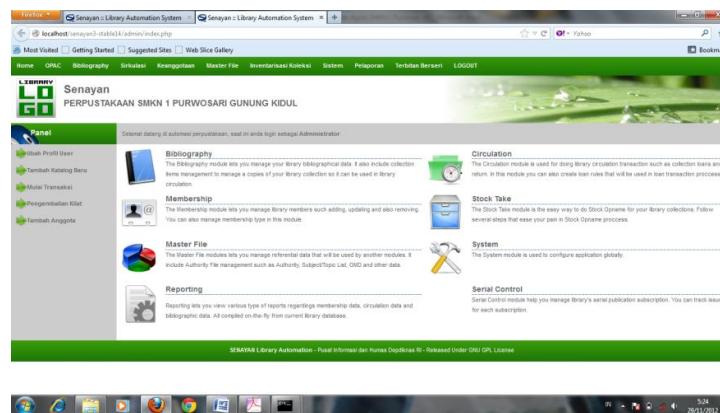 Firefox
Senayan :: Library Automation System
Senayan :: Library Automation System
localhost/senayan3-stable14/admin/index.php
Yahoo
Most Visited Getting Started Suggested Sites Web Slice Gallery
Bookma
Home OPAC Bibliography Sirkulasi Keanggotaan Master File Inventarisasi Koleksi Sistem Pelaporan Terbitan Berseri LOGOUT
LIBRARY
LOGO
Senayan
PERPUSTAKAAN SMKN 1 PURWOSARI GUNUNG KIDUL
Panel
Selamat datang di automasi perpustakaan, saat ini anda login sebagai Administrator
Ubah Profil User
Tambah Katalog Baru
Mulai Transaksi
Pengembalian Kilat
Tambah Anggota
Bibliography
The Bibliography module lets you manage your library bibliographical data. It also include collection
items management to manage a copies of your library collection so it can be used in library
circulation.
Circulation
The Circulation module is used for doing library circulation transaction such as collection loans and
return. In this module you can also create loan rules that will be used in loan transaction proccess.
Membership
The Membership module lets you manage library members such adding, updating and also removing.
You can also manage membership type in this module.
Stock Take
The Stock Take module is the easy way to do Stock Opname for your library collections. Follow
several steps that ease your pain in Stock Opname proccess.
Master File
The Master File modules lets you manage referential data that will be used by another modules. It
include Authority File management such as Authority, Subject/Topic List, GMD and other data.
System
The System module is used to configure application globally.
Reporting
Reporting lets you view various type of reports regardings membership data, circulation data and
bibliographic data. All compiled on-the-fly from current library database.
Serial Control
Serial Control module help you manage library's serial publication subscription. You can track issue
for each subscription.
SENAYAN Library Automation - Pusat Informasi dan Humas Depdiknas RI - Released Under GNU GPL License
IN
5:24
29/11/2012